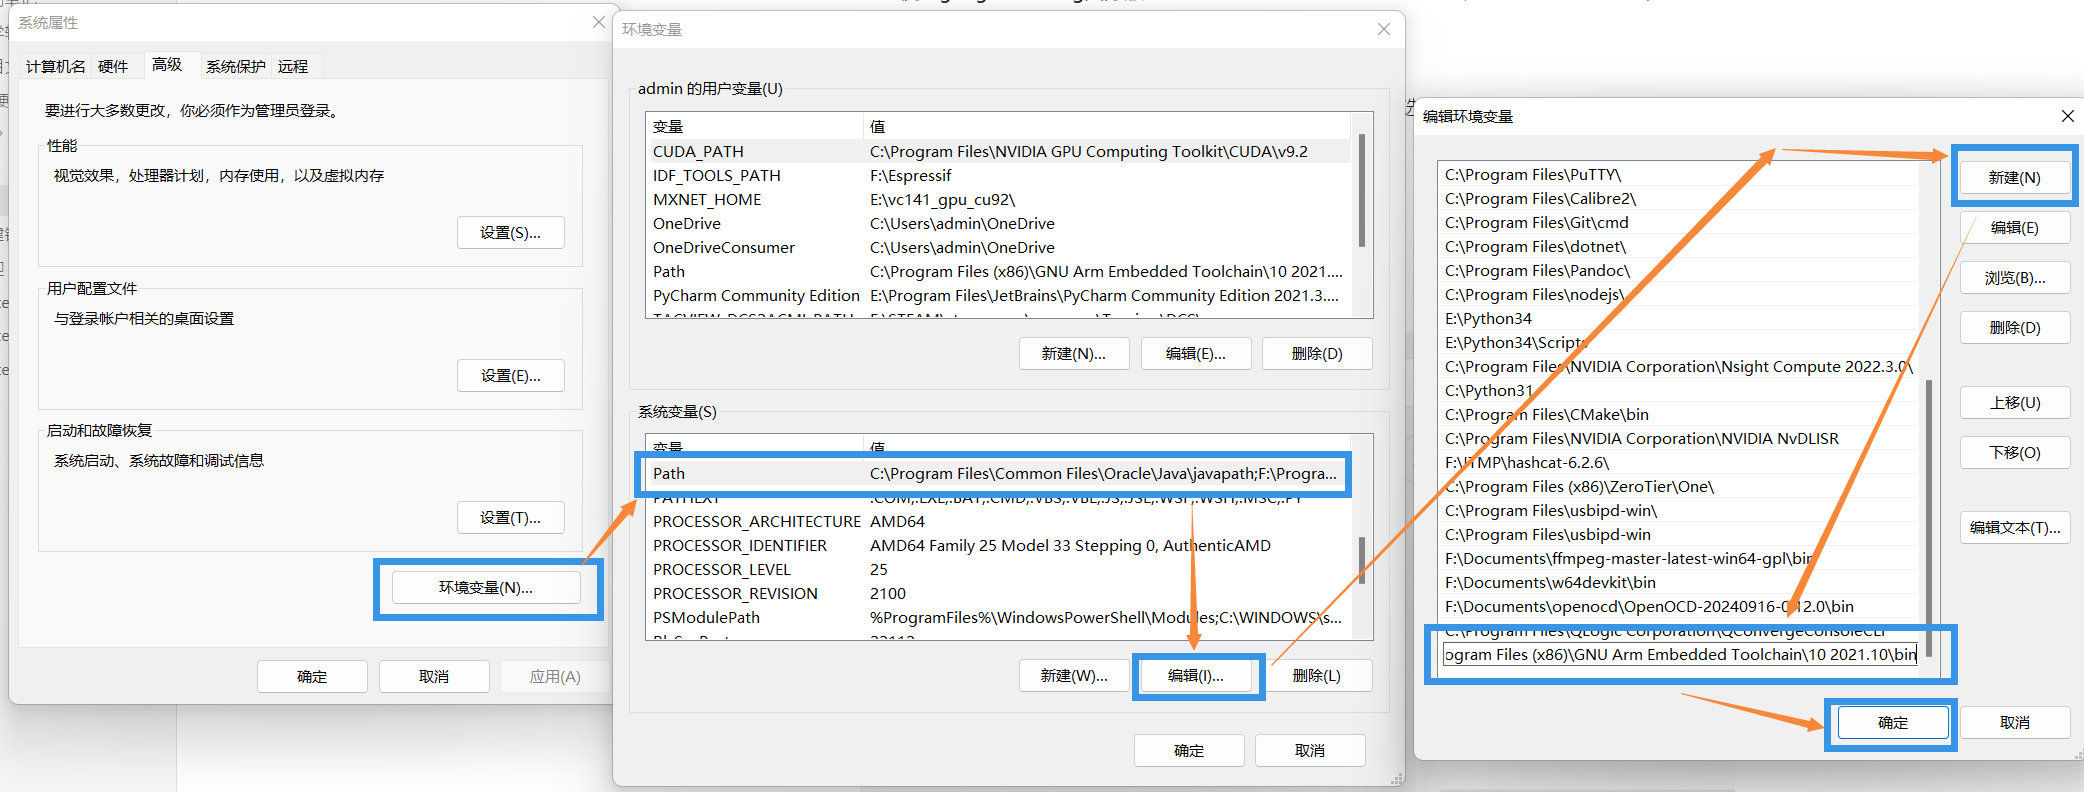 系统属性
计算机名
硬件
高级
系统保护
远程
要进行大多数更改，你必须作为管理员登录。
性能
视觉效果，处理器计划，内存使用，以及虚拟内存
设置(S)...
用户配置文件
与登录帐户相关的桌面设置
设置(E)...
启动和故障恢复
系统启动、系统故障和调试信息
设置(T)...
环境变量(N)...
确定
取消
应用(A)
环境变量
admin 的用户变量(U)
变量 值
CUDA_PATH C:\Program Files\NVIDIA GPU Computing Toolkit\CUDA\v9.2
IDF_TOOLS_PATH F:\Espressif
MXNET_HOME E:\vc141_gpu_cu92\
OneDrive C:\Users\admin\OneDrive
OneDriveConsumer C:\Users\admin\OneDrive
Path C:\Program Files (x86)\GNU Arm Embedded Toolchain\10 2021....
PyCharm Community Edition E:\Program Files\JetBrains\PyCharm Community Edition 2021.3....
新建(N)...
编辑(E)...
删除(D)
系统变量(S)
变量 值
Path C:\Program Files\Common Files\Oracle\Java\javapath;F:\Progra...
PATHEXT .COM;.EXE;.BAT;.CMD;.VBS;.VBE;.JS;.JSE;.WSF;.WSH;.MSC;.PY
PROCESSOR_ARCHITECTURE AMD64
PROCESSOR_IDENTIFIER AMD64 Family 25 Model 33 Stepping 0, AuthenticAMD
PROCESSOR_LEVEL 25
PROCESSOR_REVISION 2100
PSModulePath %ProgramFiles%\WindowsPowerShell\Modules;C:\WINDOWS\s...
新建(W)...
编辑(I)...
删除(L)
确定
取消
编辑环境变量
C:\Program Files\PuTTY\
C:\Program Files\Calibre2\
C:\Program Files\Git\cmd
C:\Program Files\dotnet\
C:\Program Files\Pandoc\
C:\Program Files\nodejs\
E:\Python34
E:\Python34\Scripts
C:\Program Files\NVIDIA Corporation\Nsight Compute 2022.3.0\
C:\Python31
C:\Program Files\CMake\bin
C:\Program Files\NVIDIA Corporation\NVIDIA NvDLISR
F:\TMP\hashcat-6.2.6\
C:\Program Files (x86)\ZeroTier\One\
C:\Program Files\usbipd-win\
C:\Program Files\usbipd-win
F:\Documents\ffmpeg-master-latest-win64-gpl\bin
F:\Documents\w64devkit\bin
F:\Documents\openocd\OpenOCD-20240916-0.12.0\bin
C:\Program Files\QLogic Corporation\QConvergeConsoleCLI
ogram Files (x86)\GNU Arm Embedded Toolchain\10 2021.10\bin
新建(N)
编辑(E)
浏览(B)...
删除(D)
上移(U)
下移(O)
编辑文本(T)...
确定
取消